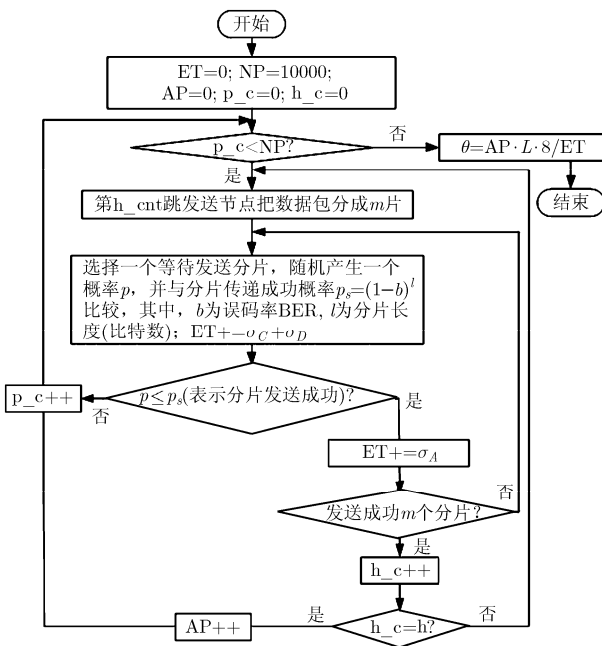 开始
ET=0; NP=10000;
AP=0; p_c=0; h_c=0
p_c<NP?
否
θ=AP·L·8/ET
是
结束
第h_cnt跳发送节点把数据包分成m片
选择一个等待发送分片，随机产生一个
概率p，并与分片传递成功概率pₛ=(1−b)ˡ
比较，其中，b为误码率BER, l为分片长
度(比特数)；ET+=σ_C+σ_D
p_c++
否
p≤pₛ(表示分片发送成功)?
是
ET+=σ_A
否
发送成功m个分片?
是
h_c++
AP++
是
h_c=h?
否